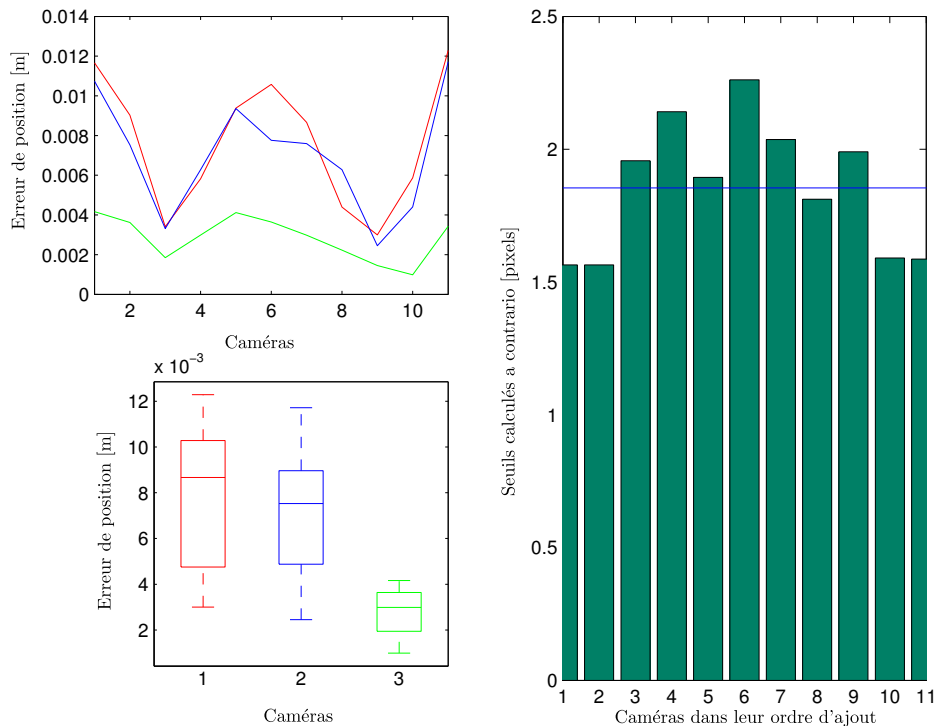 0.014
0.012
0.01
0.008
0.006
0.004
0.002
0
Erreur de position [m]
2 4 6 8 10
Caméras
x 10⁻³
12
10
8
6
4
2
Erreur de position [m]
1 2 3
Caméras
2.5
2
1.5
1
0.5
0
Seuils calculés a contrario [pixels]
1 2 3 4 5 6 7 8 9 10 11
Caméras dans leur ordre d'ajout